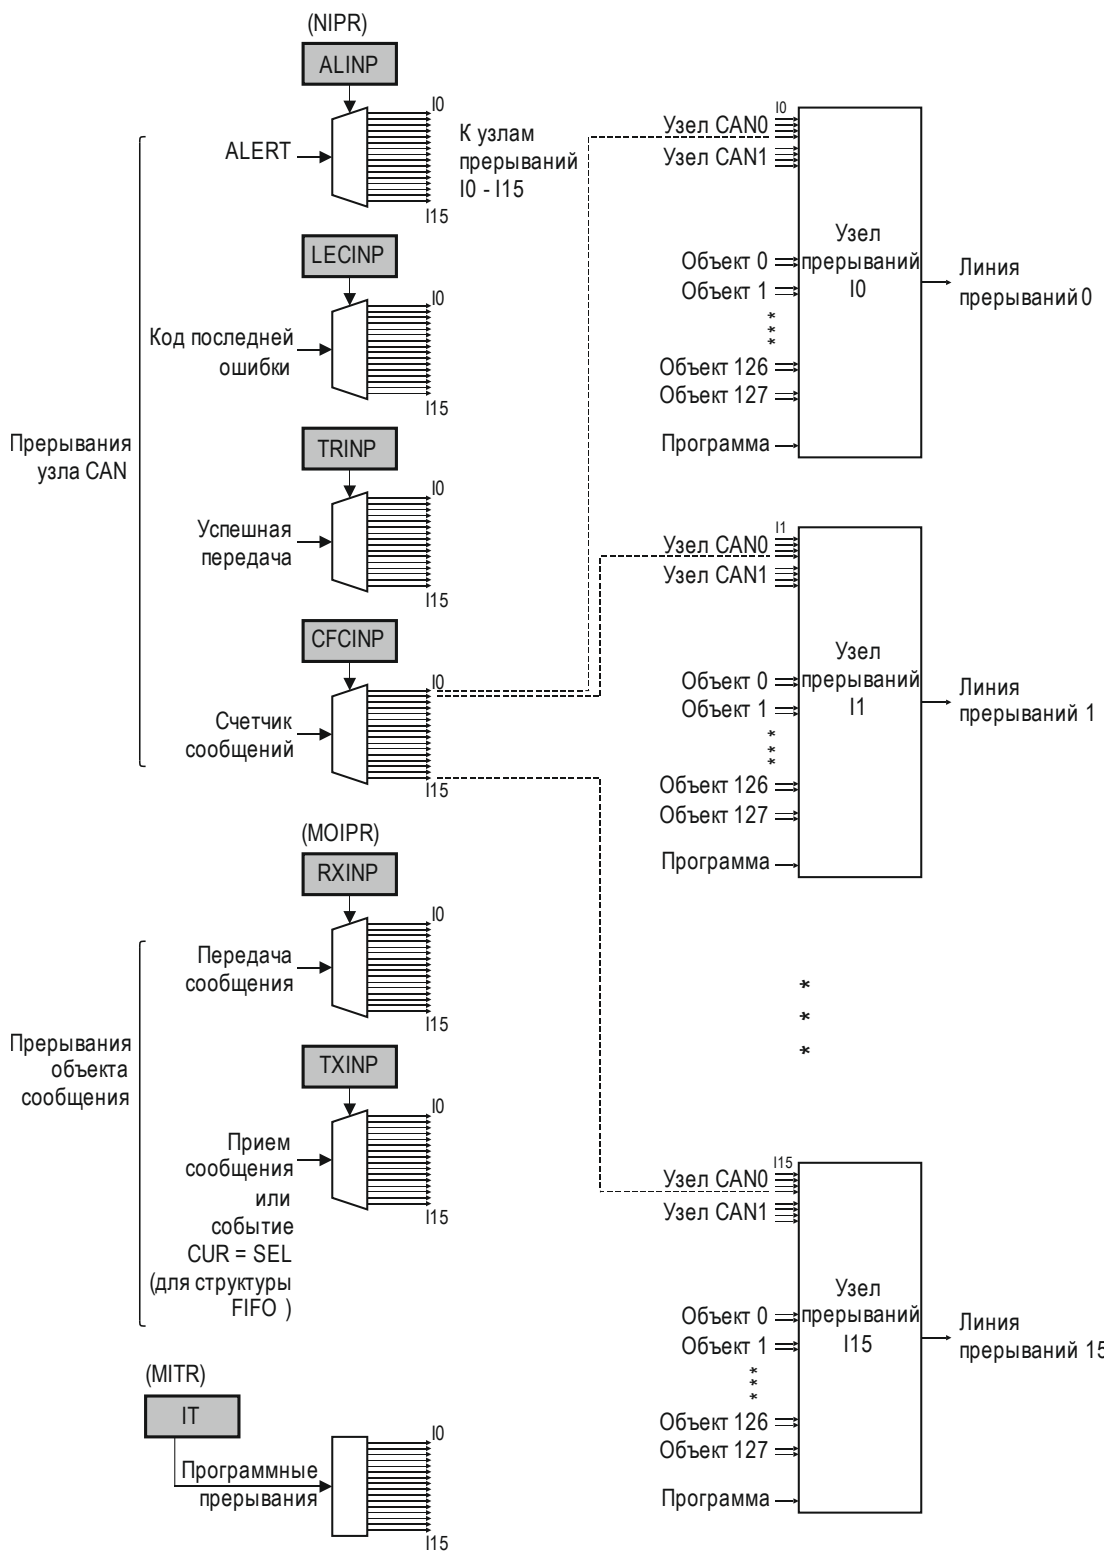 (NIPR)
ALINP
I0
ALERT
I15
К узлам
прерываний
I0 - I15
LECINP
I0
Код последней
ошибки
I15
TRINP
I0
Успешная
передача
I15
CFCINP
I0
Счетчик
сообщений
I15
Прерывания
узла CAN
(MOIPR)
RXINP
I0
Передача
сообщения
I15
TXINP
I0
Прием
сообщения
или
событие
CUR = SEL
(для структуры
FIFO )
I15
Прерывания
объекта
сообщения
(MITR)
IT
I0
Программные
прерывания
I15
I0
Узел CAN0
Узел CAN1
Объект 0
Объект 1
* * *
Объект 126
Объект 127
Программа
Узел
прерываний
I0
Линия
прерываний 0
I1
Узел CAN0
Узел CAN1
Объект 0
Объект 1
* * *
Объект 126
Объект 127
Программа
Узел
прерываний
I1
Линия
прерываний 1
*
*
*
I15
Узел CAN0
Узел CAN1
Объект 0
Объект 1
* * *
Объект 126
Объект 127
Программа
Узел
прерываний
I15
Линия
прерываний 15